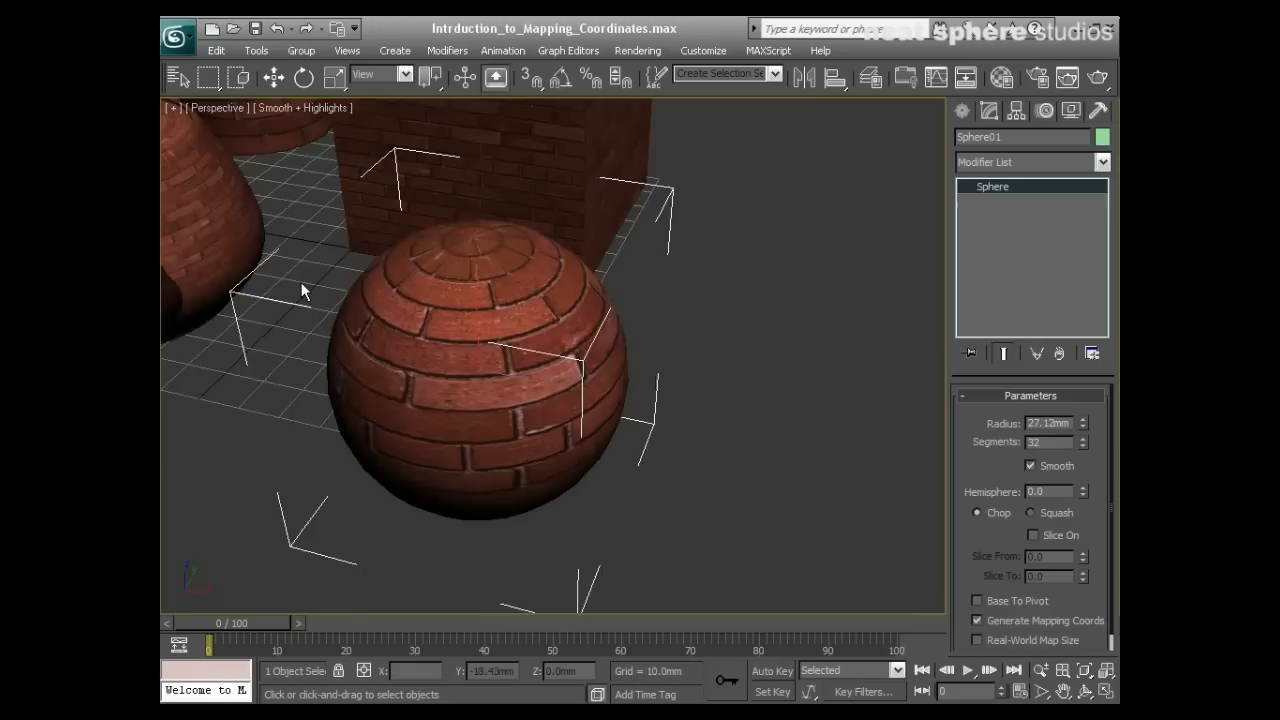 Intrduction_to_Mapping_Coordinates.max
Type a keyword or
sphere studios
Edit Tools Group Views Create Modifiers Animation Graph Editors Rendering Customize MAXScript Help
View
3
%
ABC
Create Selection Se
[ + ] [ Perspective ] [ Smooth + Highlights ]
Sphere01
Modifier List
Sphere
- Parameters
Radius: 27.12mm
Segments: 32
Smooth
Hemisphere: 0.0
Chop Squash
Slice On
Slice From: 0.0
Slice To: 0.0
Base To Pivot
Generate Mapping Coords
Real-World Map Size
< 0 / 100 >
0 10 20 30 40 50 60 70 80 90 100
1 Object Sele X: Y: -18.43mm Z: 0.0mm Grid = 10.0mm Auto Key Selected
Welcome to M
Click or click-and-drag to select objects Add Time Tag Set Key Key Filters... 0